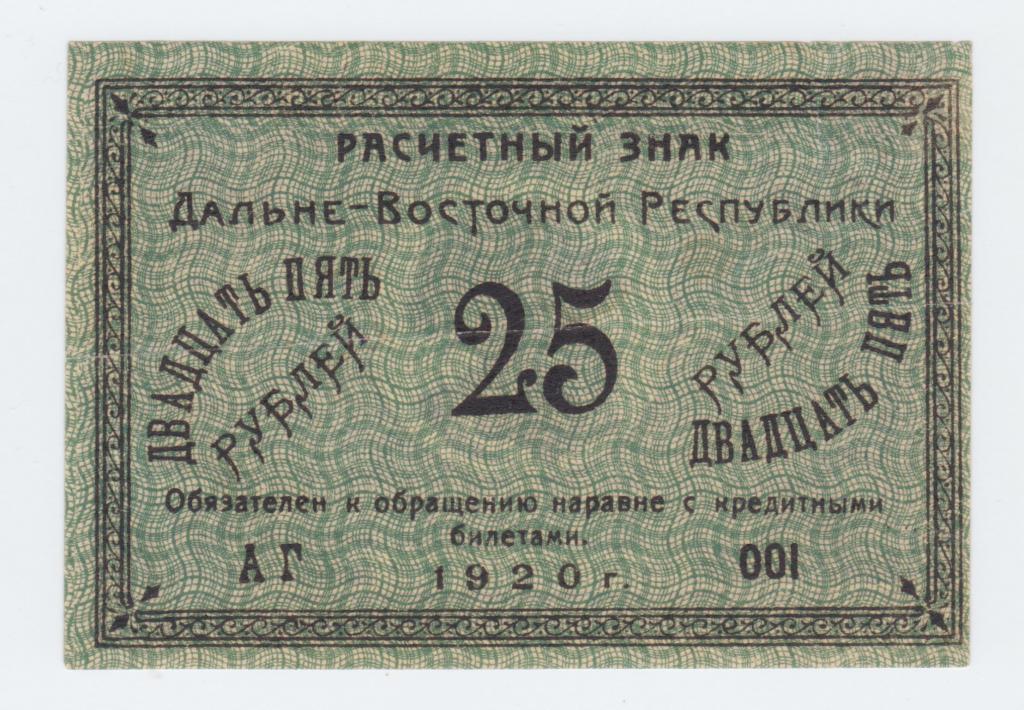 РАСЧЕТНЫЙ ЗНАК
ДАЛЬНЕ-ВОСТОЧНОЙ РЕСПУБЛИКИ
ДВАДЦАТЬ ПЯТЬ
РУБЛЕЙ
25
РУБЛЕЙ
ДВАДЦАТЬ ПЯТЬ
Обязателен к обращению наравне с кредитными
билетами.
АГ
1920 г.
001